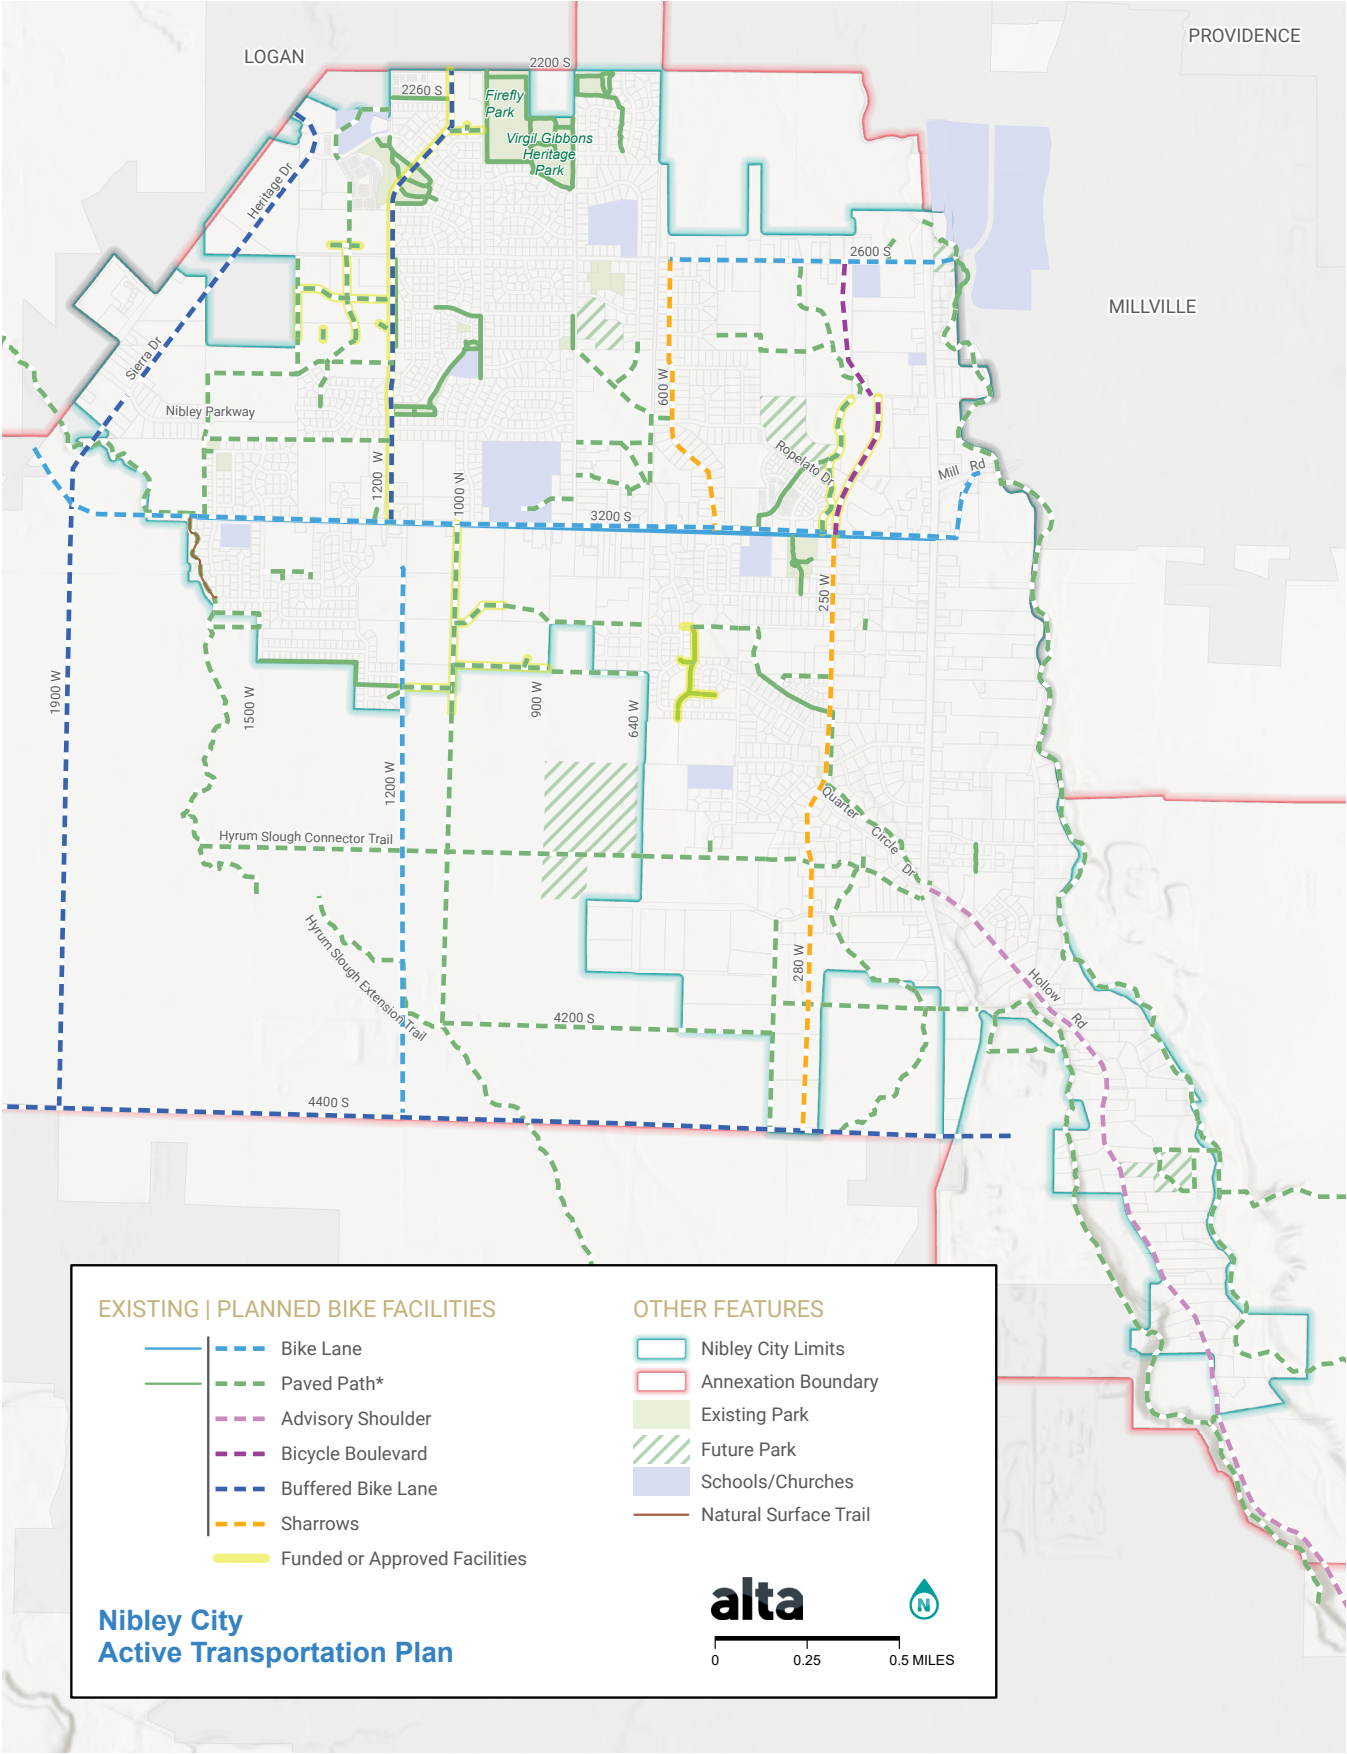 PROVIDENCE
LOGAN
2200 S
2260 S
Firefly
Park
Virgil Gibbons
Heritage
Park
Heritage Dr
2600 S
MILLVILLE
Sierra Dr
600 W
Nibley Parkway
Ropelato Dr
Mill Rd
1200 W
1000 W
3200 S
250 W
1900 W
1500 W
900 W
640 W
1200 W
Quarter Circle Dr
Hyrum Slough Connector Trail
Hyrum Slough Extension Trail
280 W
Hollow Rd
4200 S
4400 S
EXISTING | PLANNED BIKE FACILITIES
Bike Lane
Paved Path*
Advisory Shoulder
Bicycle Boulevard
Buffered Bike Lane
Sharrows
Funded or Approved Facilities
OTHER FEATURES
Nibley City Limits
Annexation Boundary
Existing Park
Future Park
Schools/Churches
Natural Surface Trail
Nibley City
Active Transportation Plan
alta
N
0 0.25 0.5 MILES